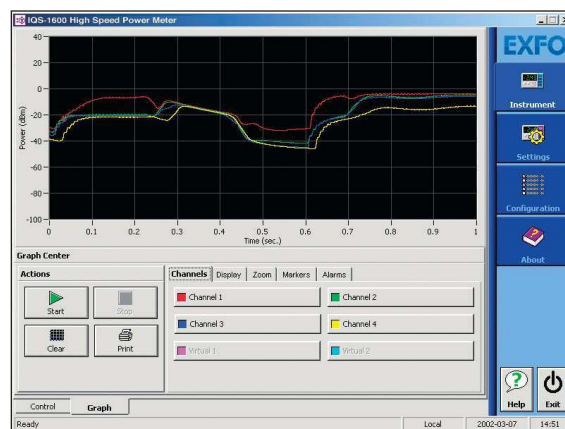 IQS-1600 High Speed Power Meter
EXFO
40
20
0
-20
-40
-60
-80
-100
Power (dBm)
0 0.1 0.2 0.3 0.4 0.5 0.6 0.7 0.8 0.9 1
Time (sec.)
Instrument
Settings
Configuration
About
Graph Center
Actions
Start
Stop
Clear
Print
Channels Display Zoom Markers Alarms
Channel 1 Channel 2
Channel 3 Channel 4
Virtual 1 Virtual 2
Help Exit
Control Graph
Ready Local 2002-03-07 14:51